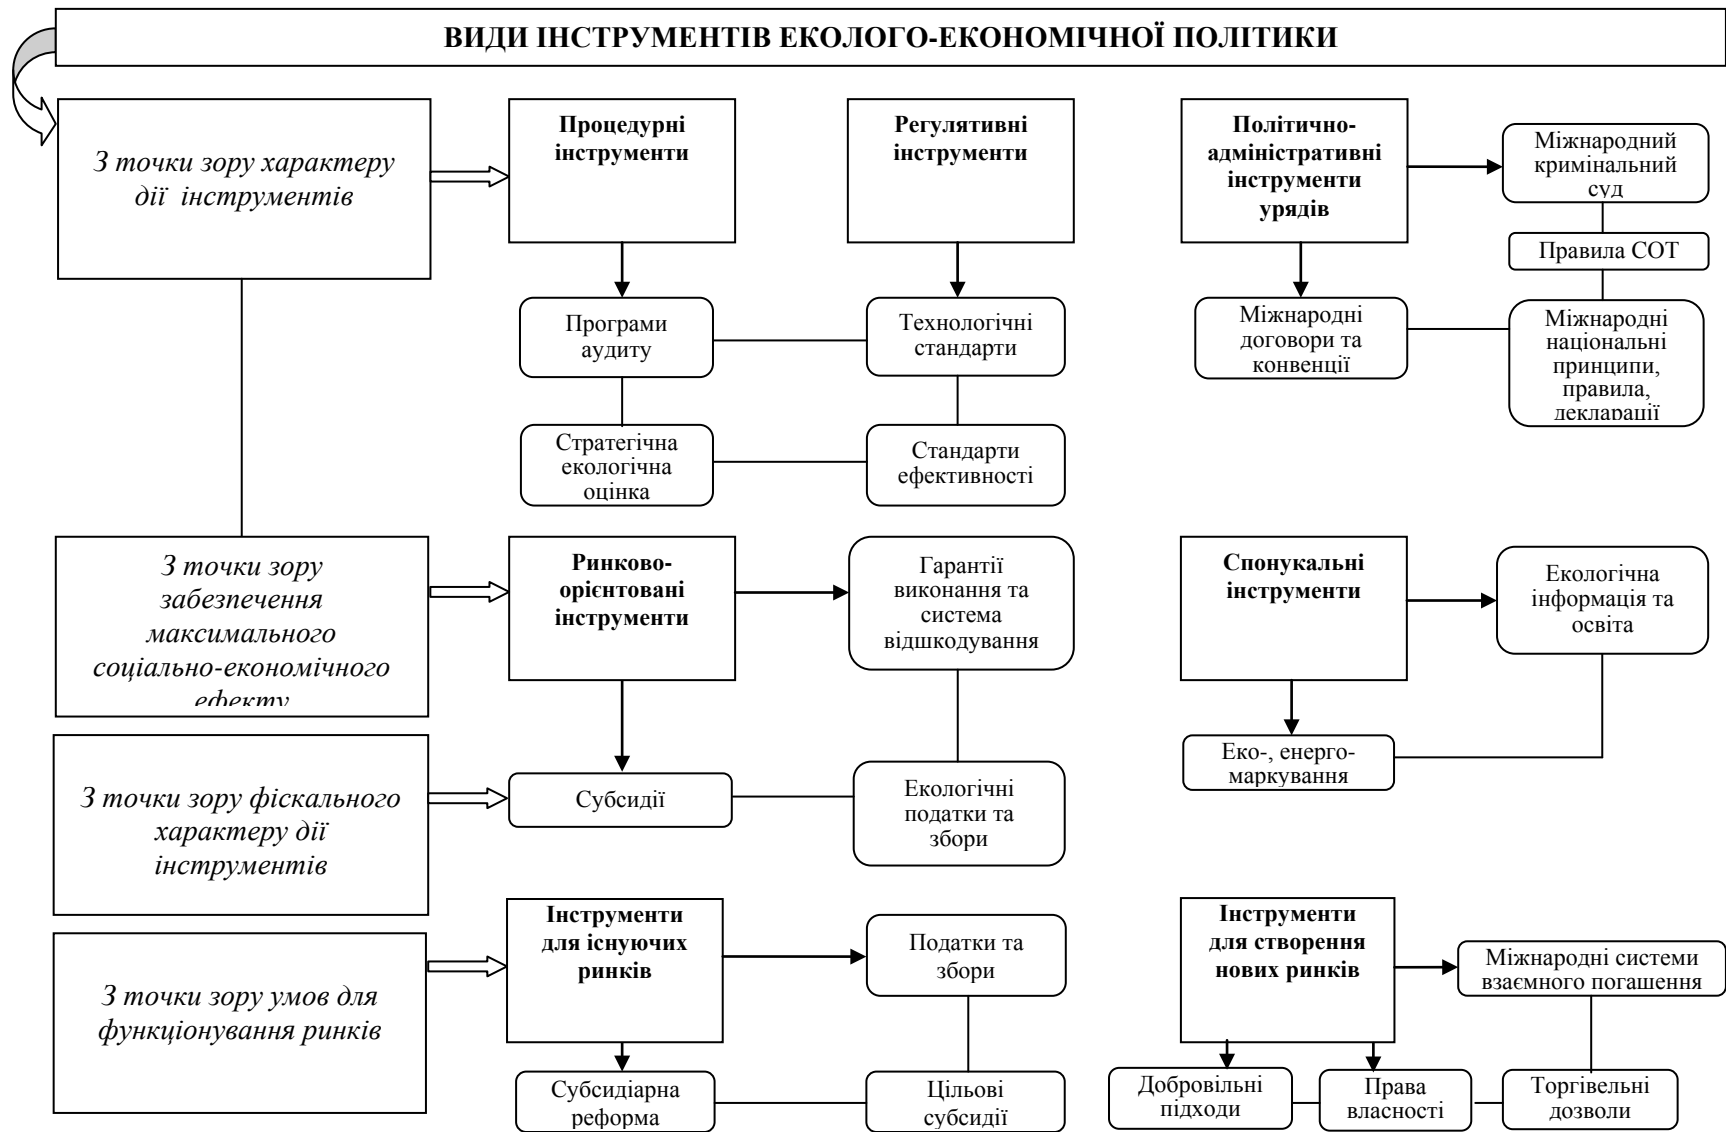 ВИДИ ІНСТРУМЕНТІВ ЕКОЛОГО-ЕКОНОМІЧНОЇ ПОЛІТИКИ
З точки зору характеру
дії інструментів
Процедурні
інструменти
Регулятивні
інструменти
Політично-
адміністративні
інструменти
урядів
Міжнародний
кримінальний
суд
Правила СОТ
Програми
аудиту
Технологічні
стандарти
Міжнародні
договори та
конвенції
Міжнародні
національні
принципи,
правила,
декларації
Стратегічна
екологічна
оцінка
Стандарти
ефективності
З точки зору
забезпечення
максимального
соціально-економічного
ефекту
Ринково-
орієнтовані
інструменти
Гарантії
виконання та
система
відшкодування
Спонукальні
інструменти
Екологічна
інформація та
освіта
Еко-, енерго-
маркування
З точки зору фіскального
характеру дії
інструментів
Субсидії
Екологічні
податки та
збори
З точки зору умов для
функціонування ринків
Інструменти
для існуючих
ринків
Податки та
збори
Інструменти
для створення
нових ринків
Міжнародні системи
взаємного погашення
Субсидіарна
реформа
Цільові
субсидії
Добровільні
підходи
Права
власності
Торгівельні
дозволи